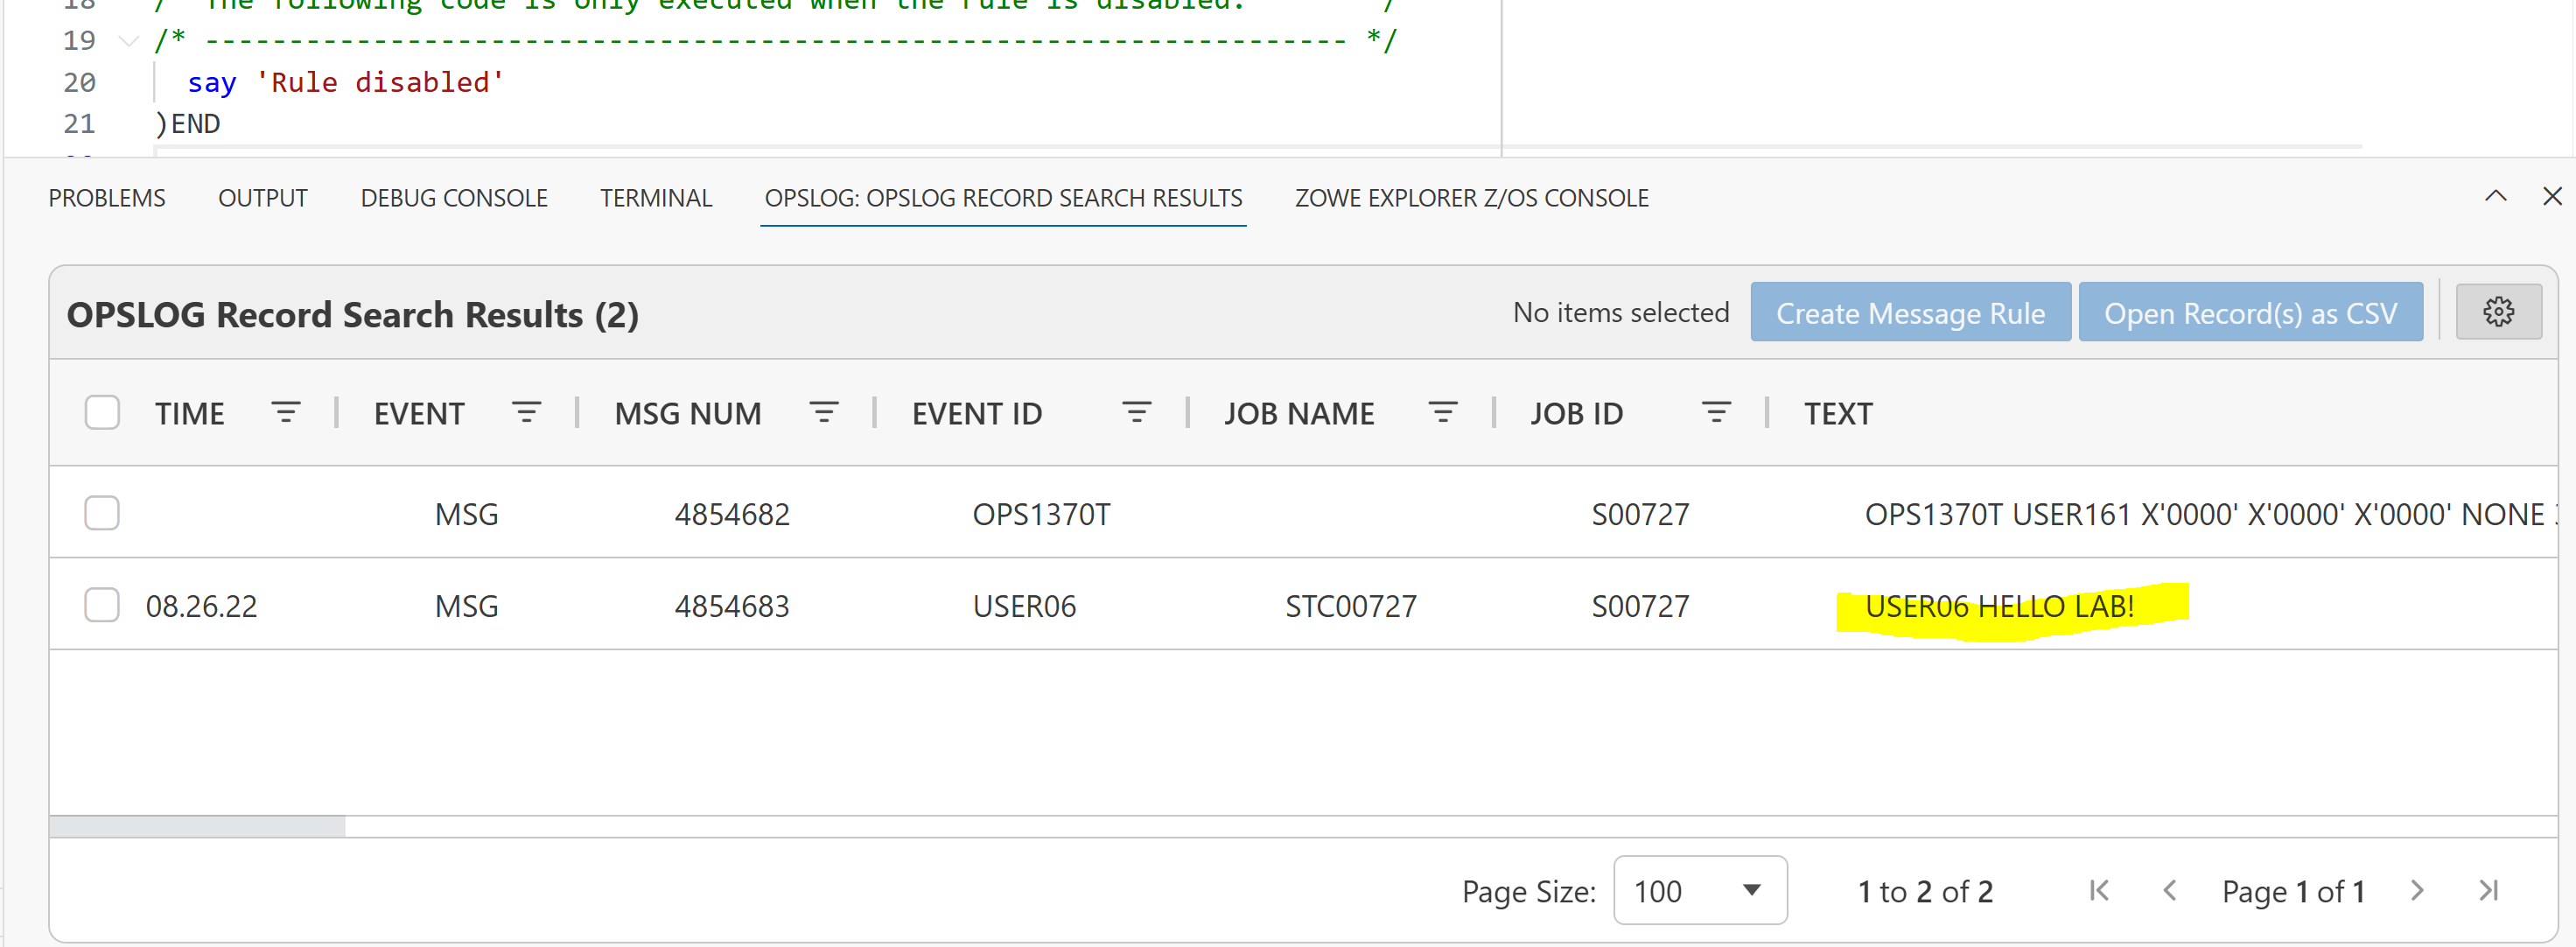 18 /* The following code is only executed when the rule is disabled. */
19 /* -------------------------------------------------------------------- */
20 say 'Rule disabled'
21 )END
PROBLEMS OUTPUT DEBUG CONSOLE TERMINAL OPSLOG: OPSLOG RECORD SEARCH RESULTS ZOWE EXPLORER Z/OS CONSOLE
OPSLOG Record Search Results (2) No items selected Create Message Rule Open Record(s) as CSV
TIME EVENT MSG NUM EVENT ID JOB NAME JOB ID TEXT
MSG 4854682 OPS1370T S00727 OPS1370T USER161 X'0000' X'0000' X'0000' NONE
08.26.22 MSG 4854683 USER06 STC00727 S00727 USER06 HELLO LAB!
Page Size: 100 1 to 2 of 2 Page 1 of 1